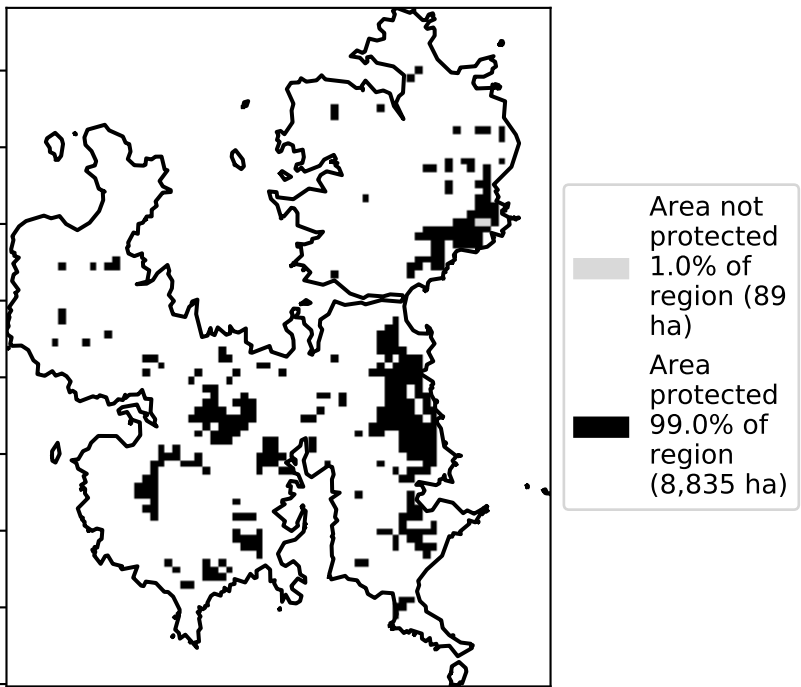 Area not
protected
1.0% of
region (89
ha)
Area
protected
99.0% of
region
(8,835 ha)